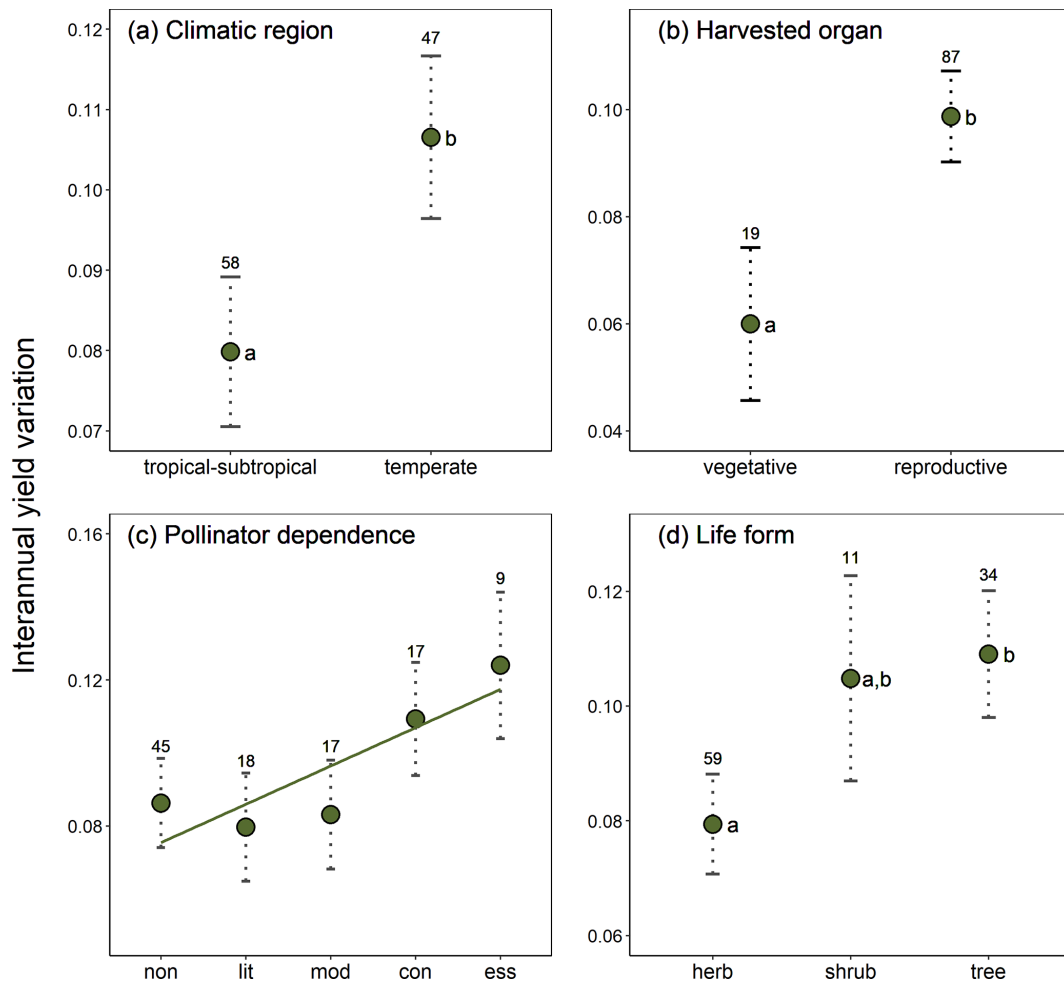 Interannual yield variation
(a) Climatic region
0.12
0.11
0.10
0.09
0.08
0.07
58
a
47
b
tropical-subtropical
temperate
(b) Harvested organ
0.10
0.08
0.06
0.04
19
a
87
b
vegetative
reproductive
(c) Pollinator dependence
0.16
0.12
0.08
45
18
17
17
9
non
lit
mod
con
ess
(d) Life form
0.12
0.10
0.08
0.06
59
a
11
a,b
34
b
herb
shrub
tree